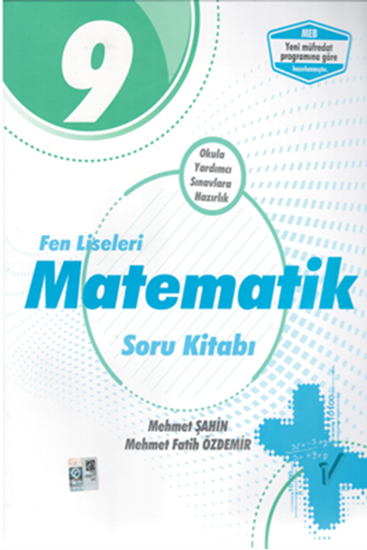 9
MEB
Yeni müfredat
programına göre
hazırlanmıştır.
Okula
Yardımcı
Sınavlara
Hazırlık
Fen Liseleri
Matematik
Soru Kitabı
Mehmet ŞAHİN
Mehmet Fatih ÖZDEMİR